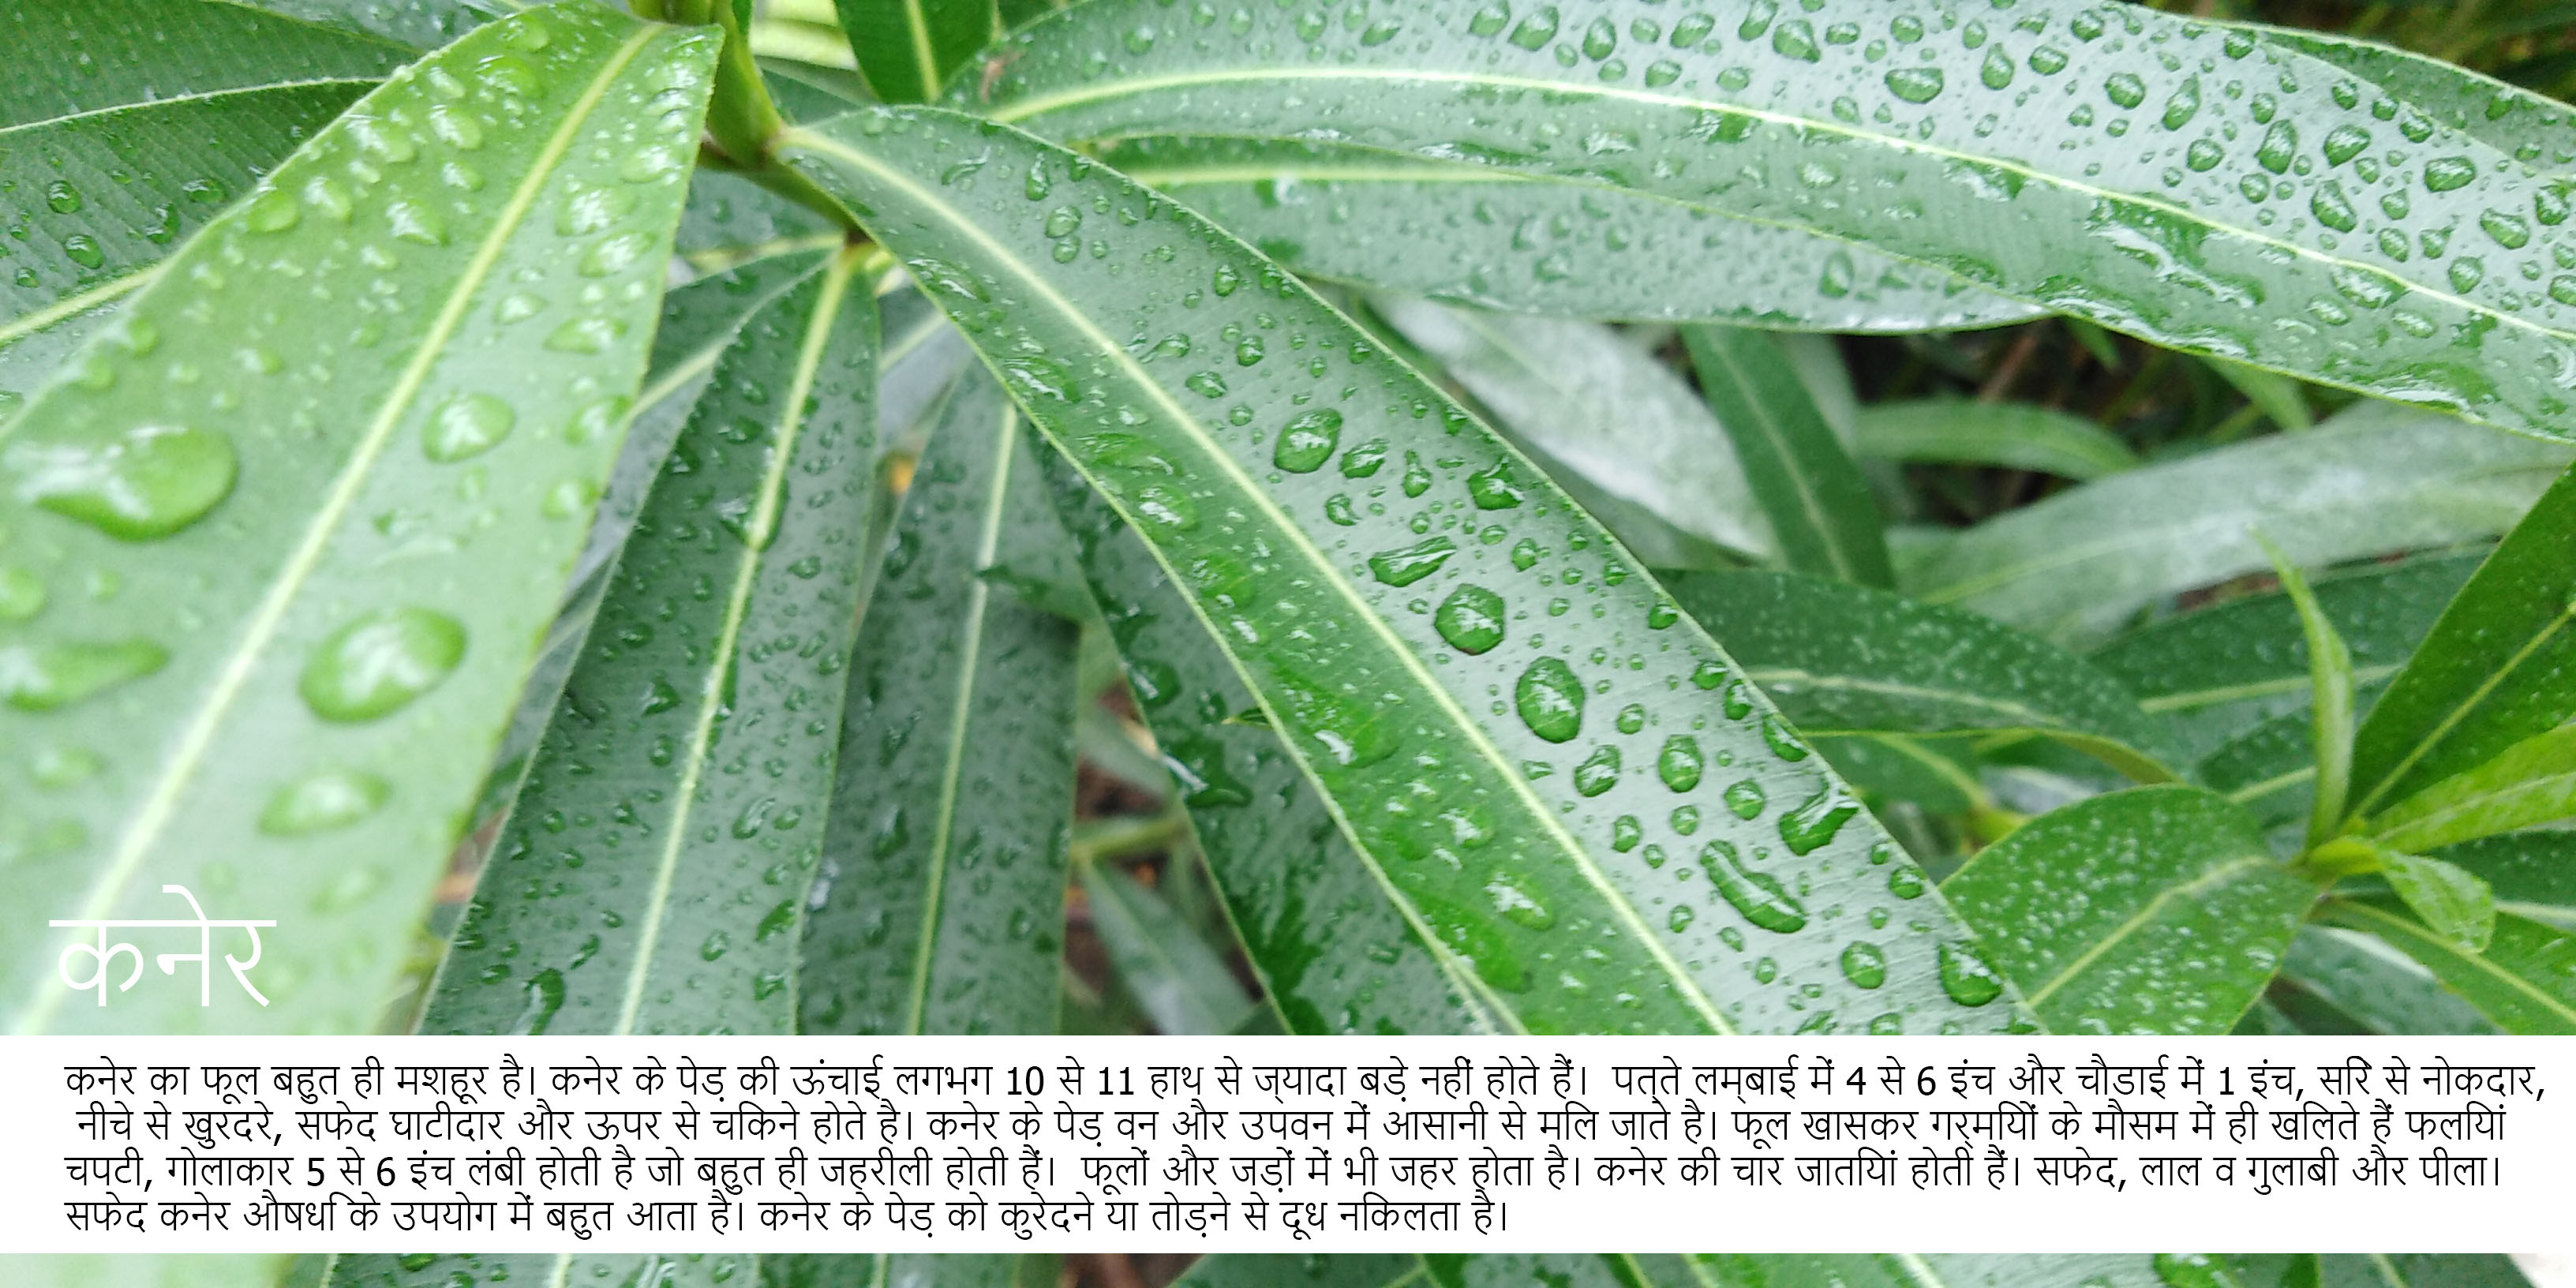 कनेर
कनेर का फूल बहुत ही मशहूर है। कनेर के पेड़ की ऊंचाई लगभग 10 से 11 हाथ से ज्यादा बडे़ नहीं होते हैं। पत्ते लम्बाई में 4 से 6 इंच और चौडाई में 1 इंच, सिरे से नोकदार,
नीचे से खुरदरे, सफेद घाटीदार और ऊपर से चिकने होते है। कनेर के पेड़ वन और उपवन में आसानी से मिल जाते है। फूल खासकर गर्मियों के मौसम में ही खिलते हैं फलियां
चपटी, गोलाकार 5 से 6 इंच लंबी होती है जो बहुत ही जहरीली होती हैं। फूलों और जड़ों में भी जहर होता है। कनेर की चार जातियां होती हैं। सफेद, लाल व गुलाबी और पीला।
सफेद कनेर औषधि के उपयोग में बहुत आता है। कनेर के पेड़ को कुरेदने या तोड़ने से दूध निकलता है।